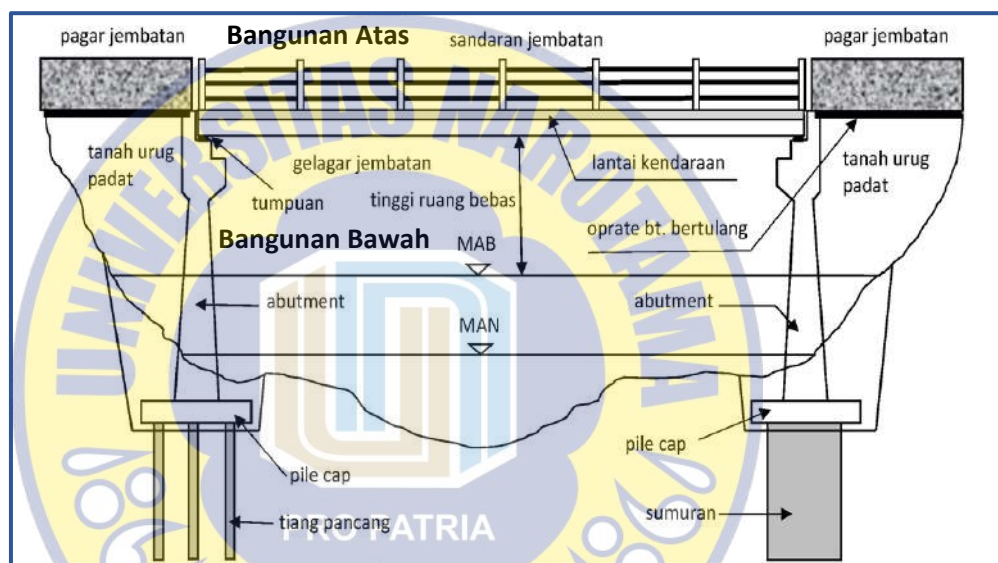 pagar jembatan
Bangunan Atas
sandaran jembatan
pagar jembatan
tanah urug
padat
gelagar jembatan
lantai kendaraan
tanah urug
padat
tumpuan
tinggi ruang bebas
oprate bt. bertulang
Bangunan Bawah
MAB
abutment
abutment
MAN
pile cap
pile cap
tiang pancang
sumuran
UNIVERSITAS NAROTAMA
PRO PATRIA